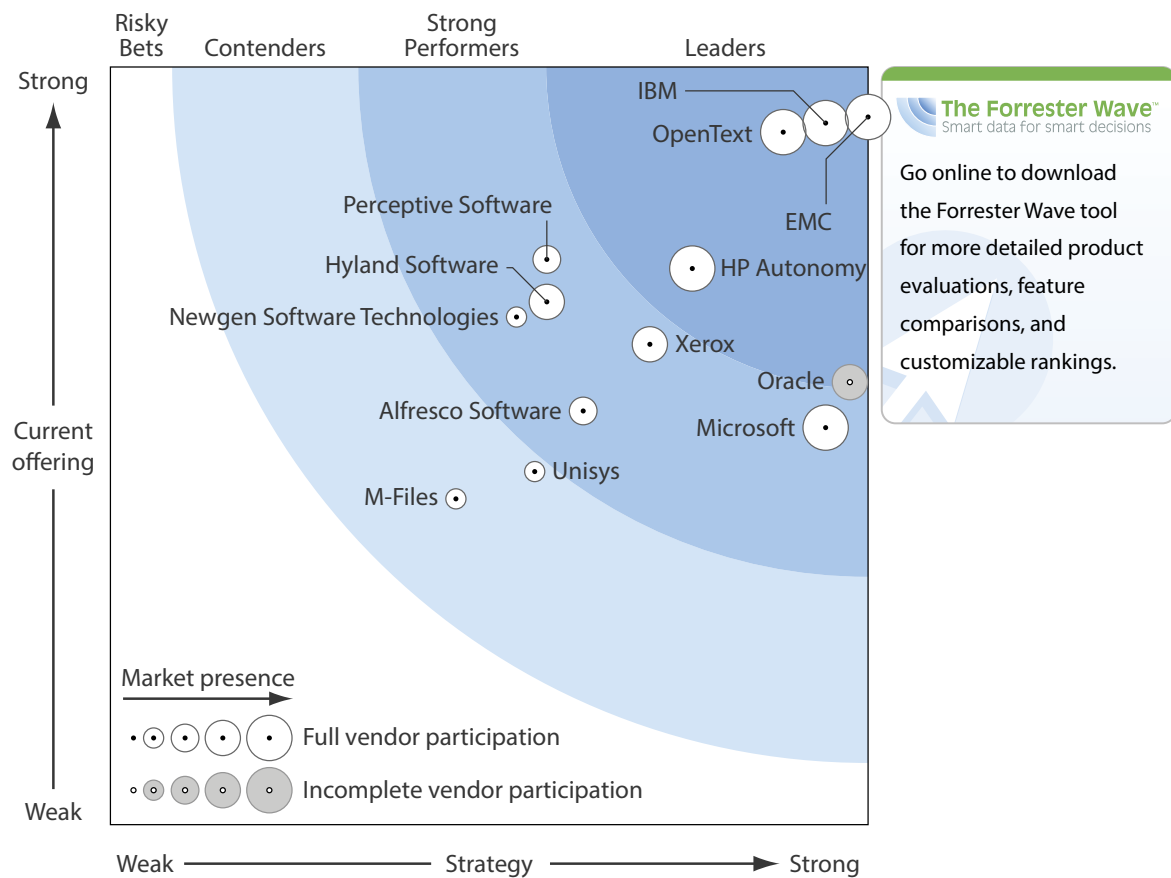 Risky
Bets
Contenders
Strong
Performers
Leaders
Strong
IBM
OpenText
The Forrester Wave™
Smart data for smart decisions
Go online to download
the Forrester Wave tool
for more detailed product
evaluations, feature
comparisons, and
customizable rankings.
Perceptive Software
EMC
Hyland Software
HP Autonomy
Newgen Software Technologies
Xerox
Oracle
Alfresco Software
Microsoft
Current
offering
Unisys
M-Files
Market presence
Full vendor participation
Incomplete vendor participation
Weak
Weak
Strategy
Strong